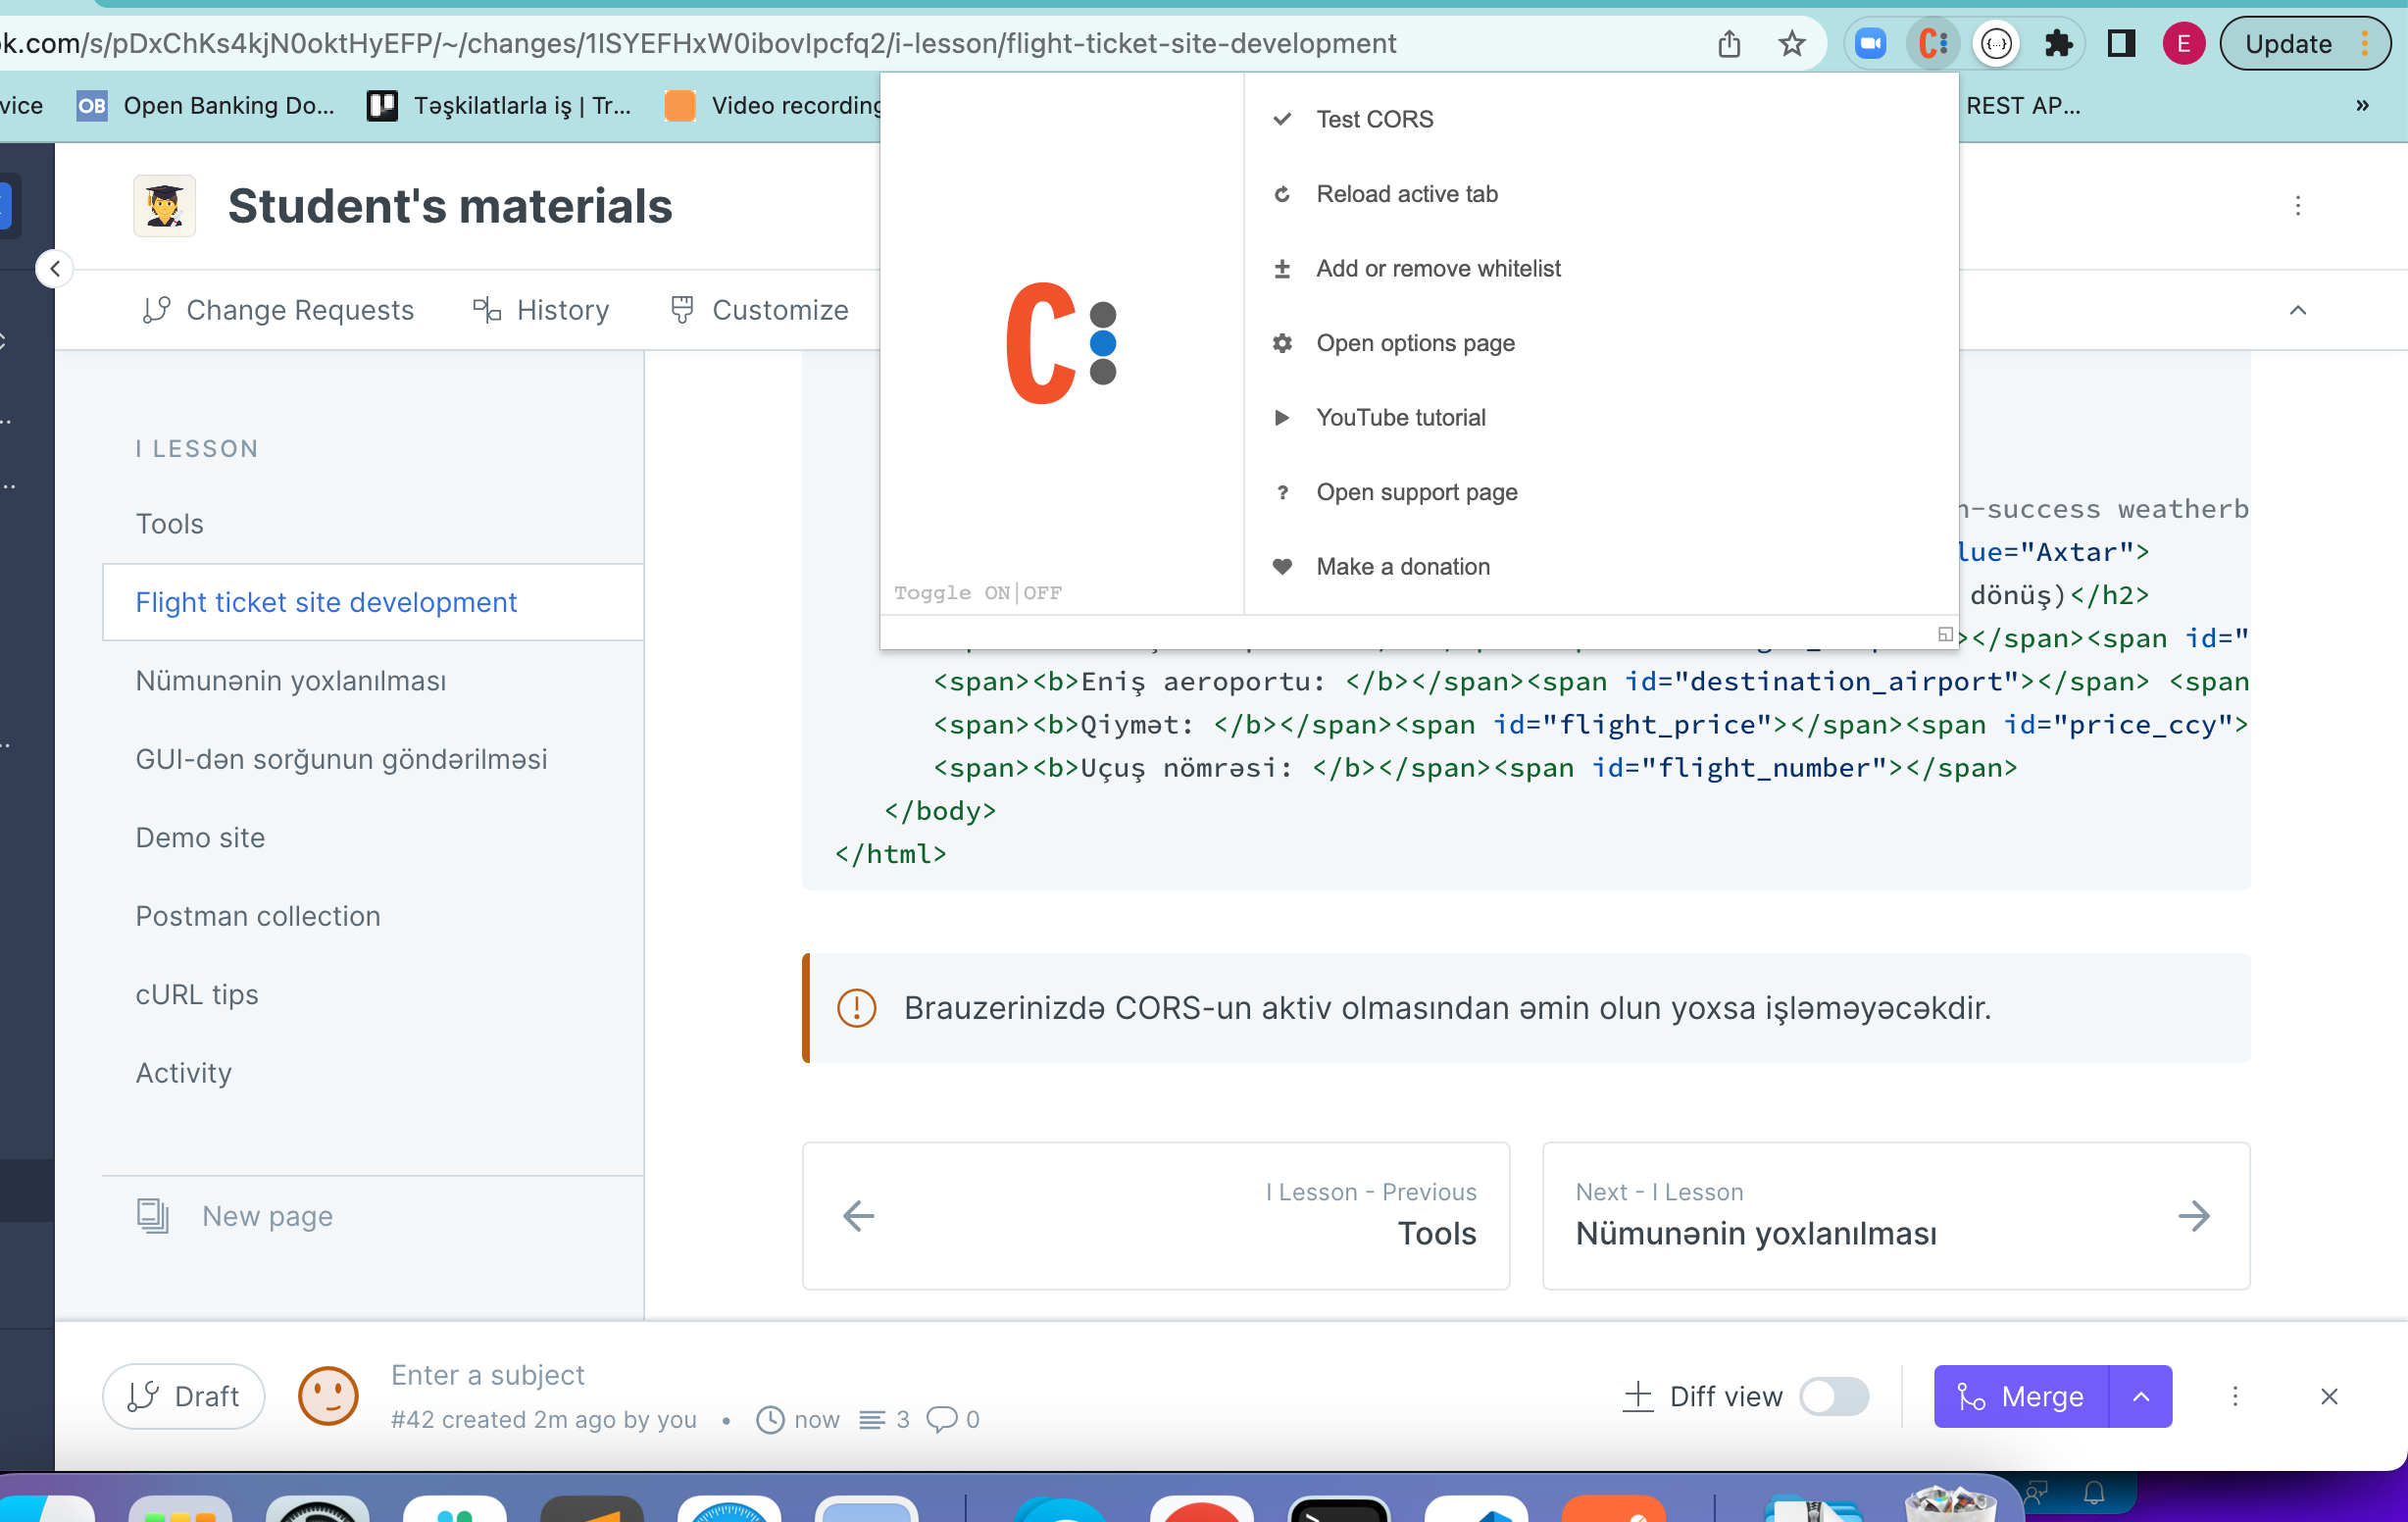 k.com/s/pDxChKs4kjN0oktHyEFP/~/changes/1ISYEFHxW0ibovIpcfq2/i-lesson/flight-ticket-site-development
E
Update
vice
OB
Open Banking Do...
Təşkilatlarla iş | Tr...
Video recording
REST AP...
»
Student's materials
Change Requests
History
Customize
Test CORS
Reload active tab
Add or remove whitelist
Open options page
YouTube tutorial
Open support page
Make a donation
C
Toggle ON|OFF
I LESSON
Tools
Flight ticket site development
Nümunənin yoxlanılması
GUI-dən sorğunun göndərilməsi
Demo site
Postman collection
cURL tips
Activity
New page
-success weatherb
lue="Axtar">
dönüş)</h2>
></span><span id="
<span><b>Eniş aeroportu: </b></span><span id="destination_airport"></span> <span
<span><b>Qiymət: </b></span><span id="flight_price"></span><span id="price_ccy">
<span><b>Uçuş nömrəsi: </b></span><span id="flight_number"></span>
</body>
</html>
Brauzerinizdə CORS-un aktiv olmasından əmin olun yoxsa işləməyəcəkdir.
I Lesson - Previous
Tools
Next - I Lesson
Nümunənin yoxlanılması
Draft
Enter a subject
#42 created 2m ago by you • now 3 0
Diff view
Merge